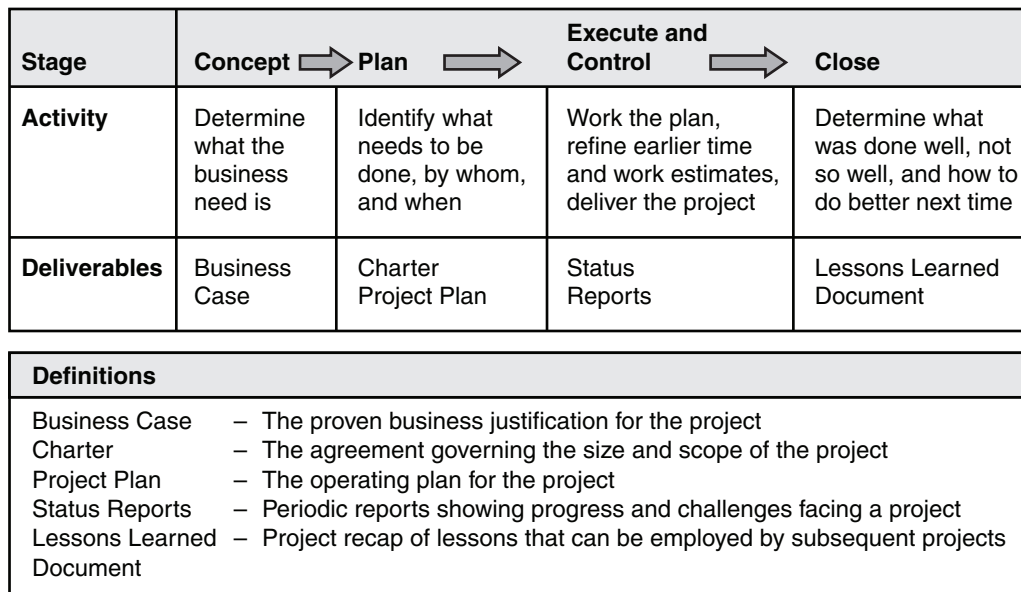 Stage
Concept
Plan
Execute and
Control
Close
Activity
Determine
what the
business
need is
Identify what
needs to be
done, by whom,
and when
Work the plan,
refine earlier time
and work estimates,
deliver the project
Determine what
was done well, not
so well, and how to
do better next time
Deliverables
Business
Case
Charter
Project Plan
Status
Reports
Lessons Learned
Document
Definitions
Business Case – The proven business justification for the project
Charter – The agreement governing the size and scope of the project
Project Plan – The operating plan for the project
Status Reports – Periodic reports showing progress and challenges facing a project
Lessons Learned – Project recap of lessons that can be employed by subsequent projects
Document